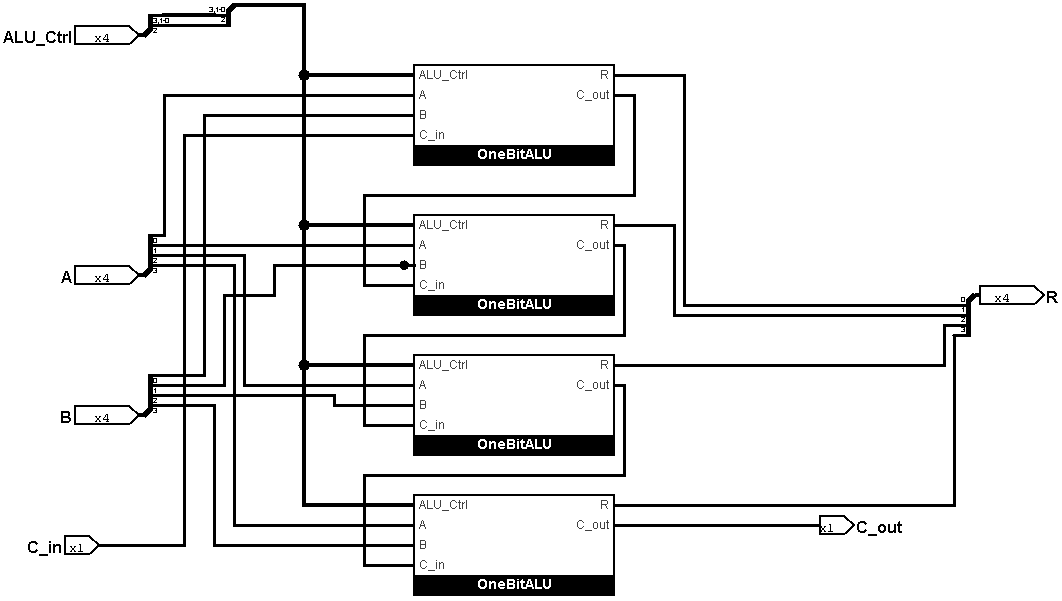 3,1-0
2
3,1-0
2
ALU_Ctrl x4
ALU_Ctrl R
A C_out
B
C_in
OneBitALU
ALU_Ctrl R
A C_out
B
C_in
OneBitALU
A x4
0
1
2
3
0
1
2
3
x4 R
ALU_Ctrl R
A C_out
B
C_in
OneBitALU
B x4
0
1
2
3
ALU_Ctrl R
A C_out
B
C_in
OneBitALU
C_in x1
x1 C_out